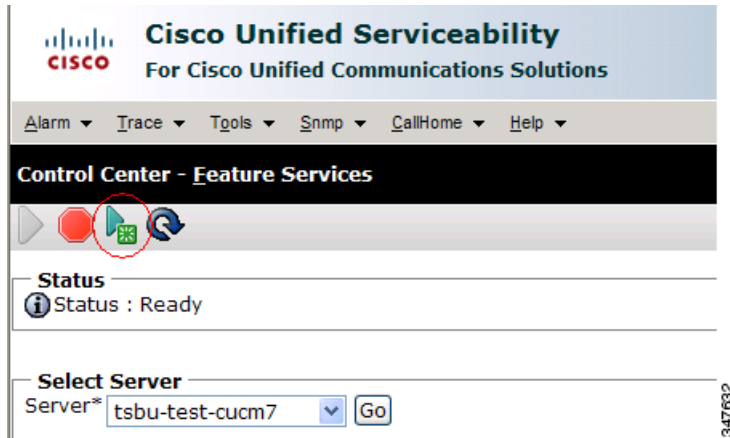 Cisco Unified Serviceability
CISCO
For Cisco Unified Communications Solutions
Alarm Trace Tools Snmp CallHome Help
Control Center - Feature Services
Status
Status : Ready
Select Server
Server* tsbu-test-cucm7 Go
347632